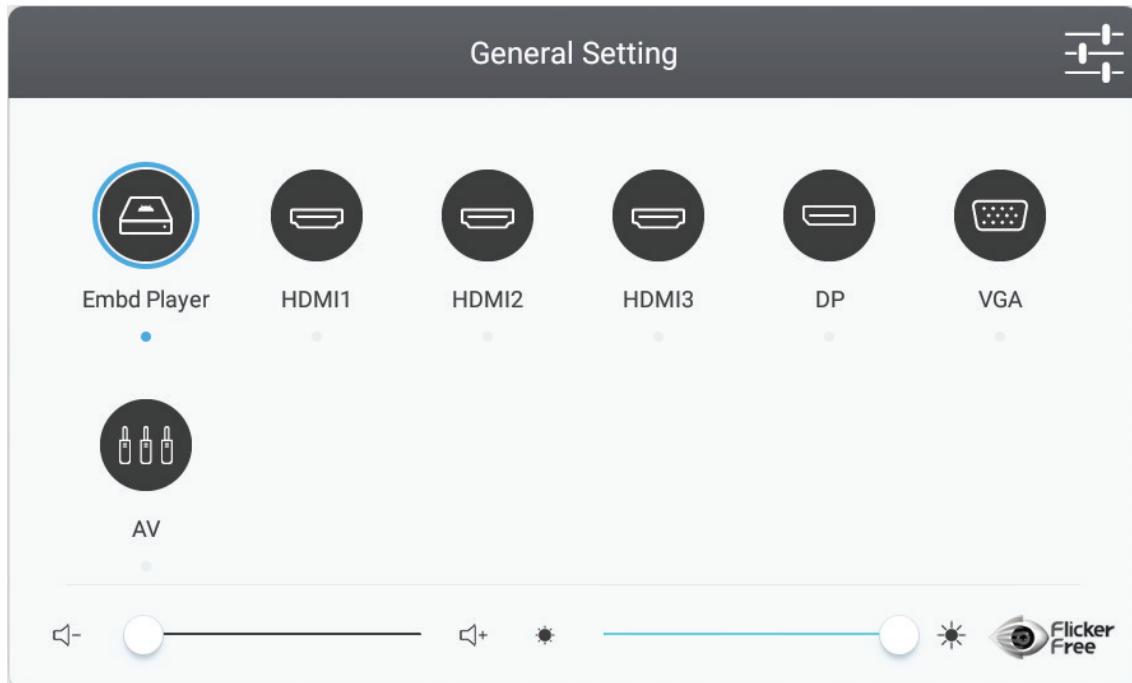 General Setting
Embd Player
HDMI1
HDMI2
HDMI3
DP
VGA
AV
Flicker
Free